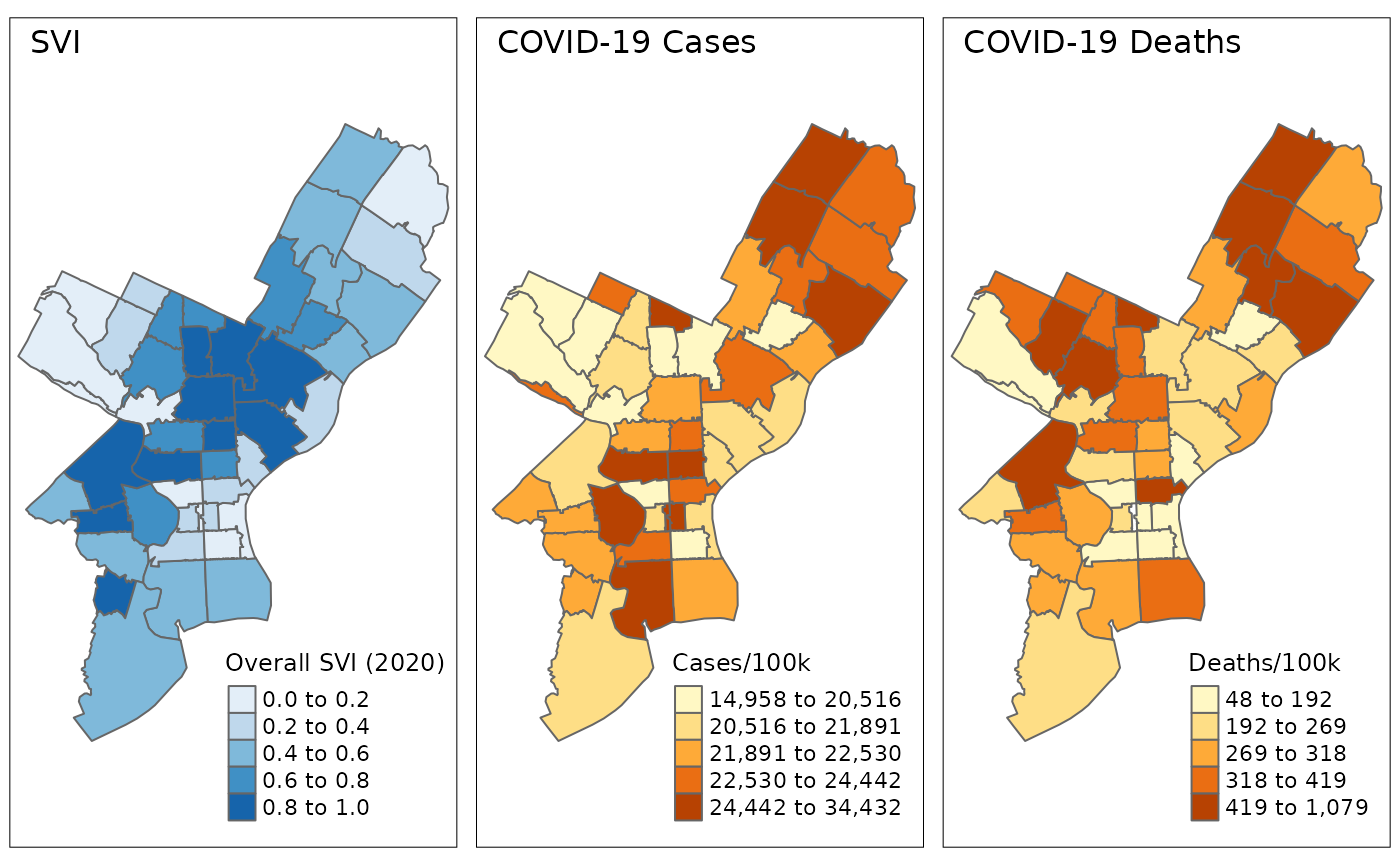 SVI
Overall SVI (2020)
0.0 to 0.2
0.2 to 0.4
0.4 to 0.6
0.6 to 0.8
0.8 to 1.0
COVID-19 Cases
Cases/100k
14,958 to 20,516
20,516 to 21,891
21,891 to 22,530
22,530 to 24,442
24,442 to 34,432
COVID-19 Deaths
Deaths/100k
48 to 192
192 to 269
269 to 318
318 to 419
419 to 1,079